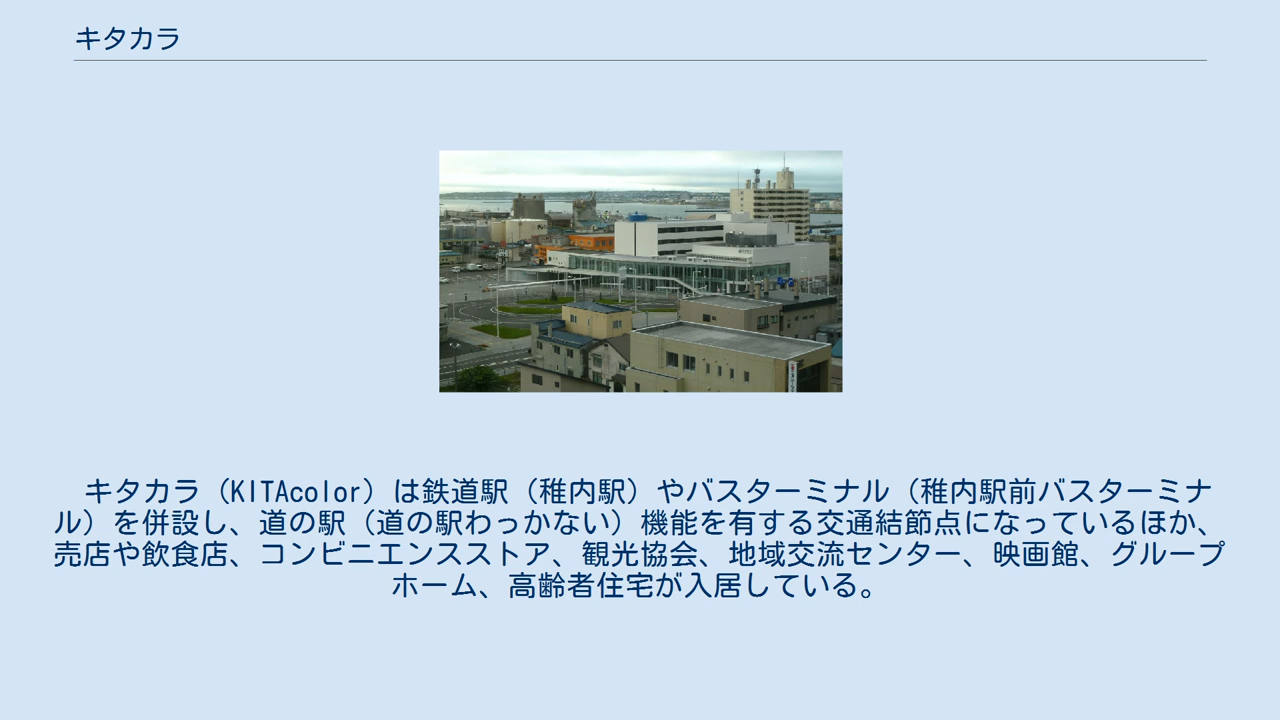 キタカラ
キタカラ（KITAcolor）は鉄道駅（稚内駅）やバスターミナル（稚内駅前バスターミナ
ル）を併設し、道の駅（道の駅わっかない）機能を有する交通結節点になっているほか、
売店や飲食店、コンビニエンスストア、観光協会、地域交流センター、映画館、グループ
ホーム、高齢者住宅が入居している。